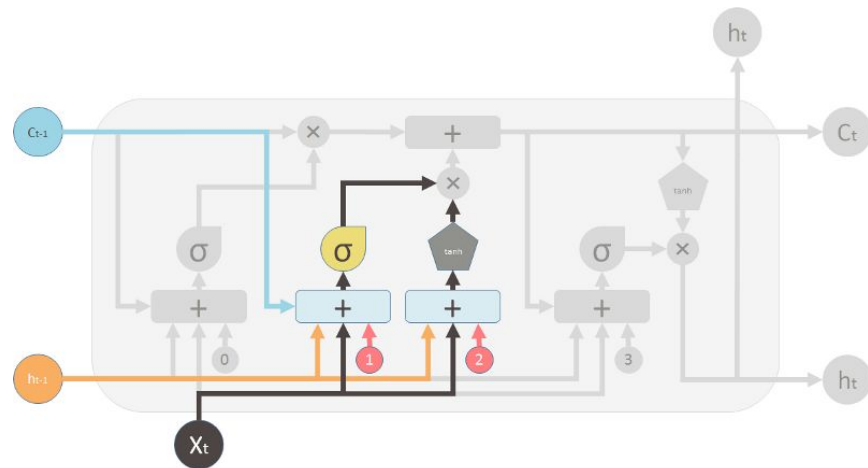 ht
Ct-1
×
+
Ct
×
tanh
σ
σ
tanh
σ
×
+
+
+
+
0
1
2
3
ht-1
ht
Xt